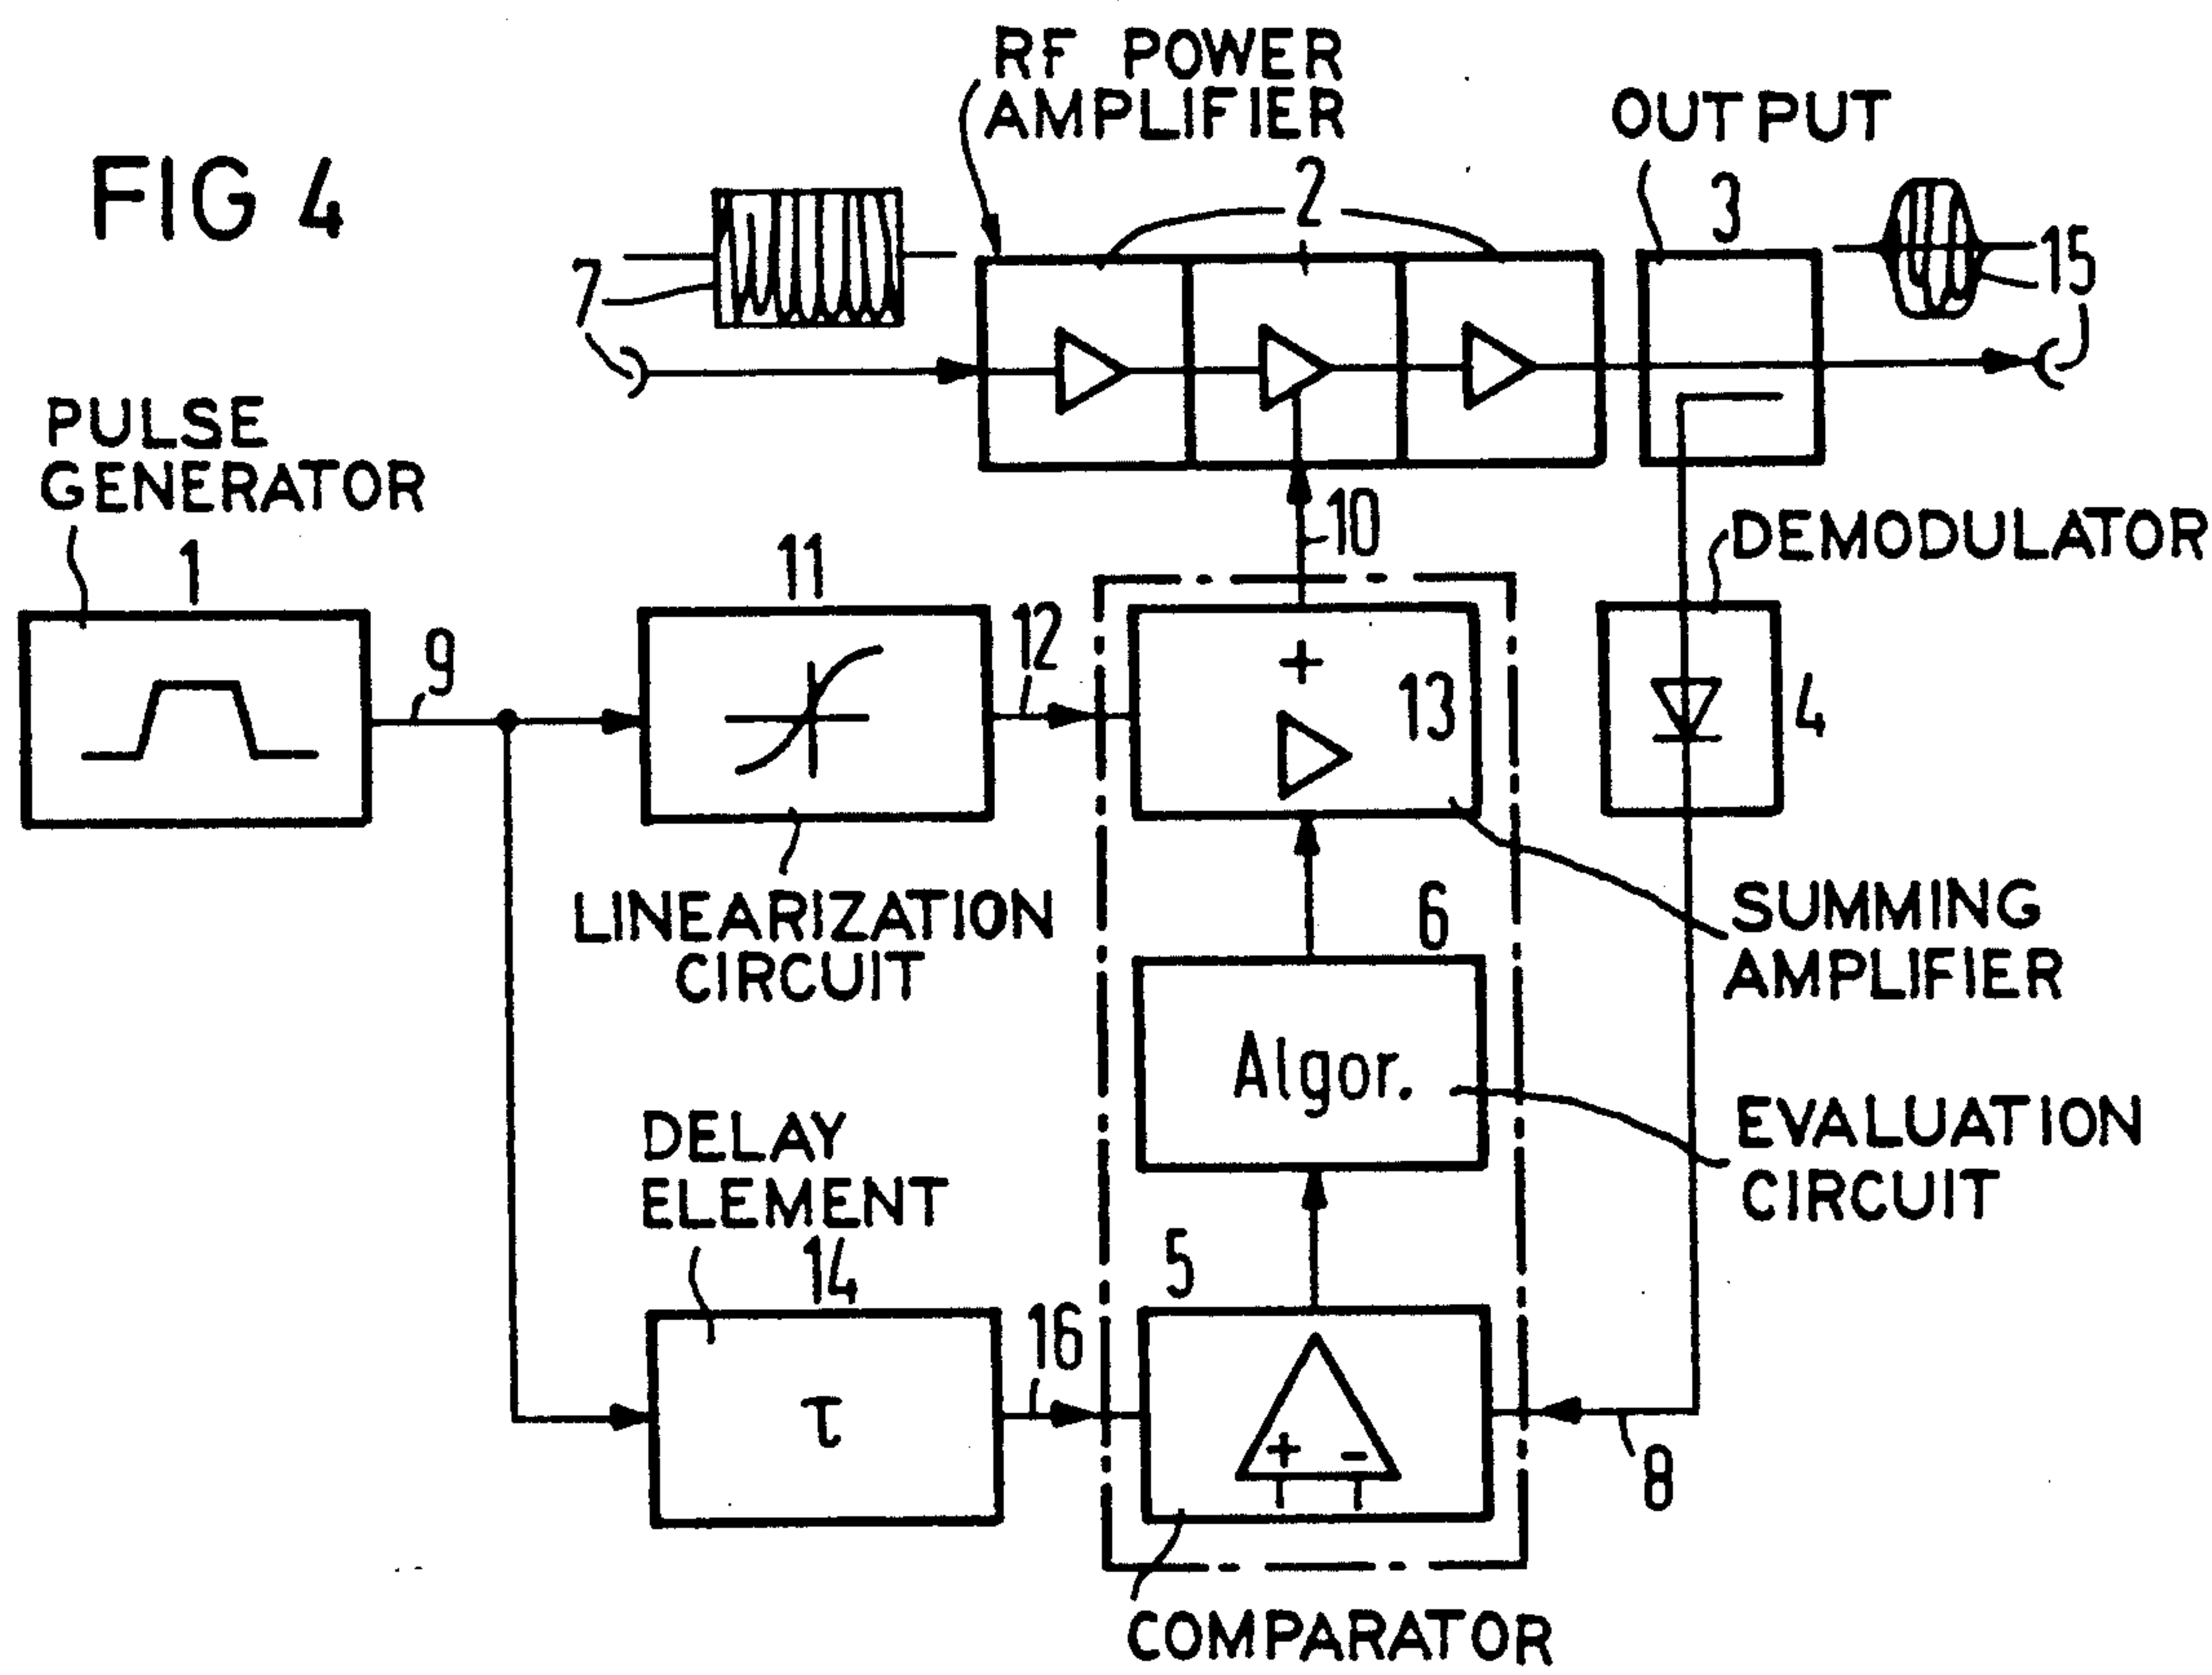 FIG 4
RF POWER
AMPLIFIER
OUTPUT
2
3
7
15
PULSE
GENERATOR
1
9
11
12
10
DEMODULATOR
+
13
4
LINEARIZATION
CIRCUIT
6
SUMMING
AMPLIFIER
Algor.
EVALUATION
CIRCUIT
DELAY
ELEMENT
14
16
5
τ
+ -
8
COMPARATOR